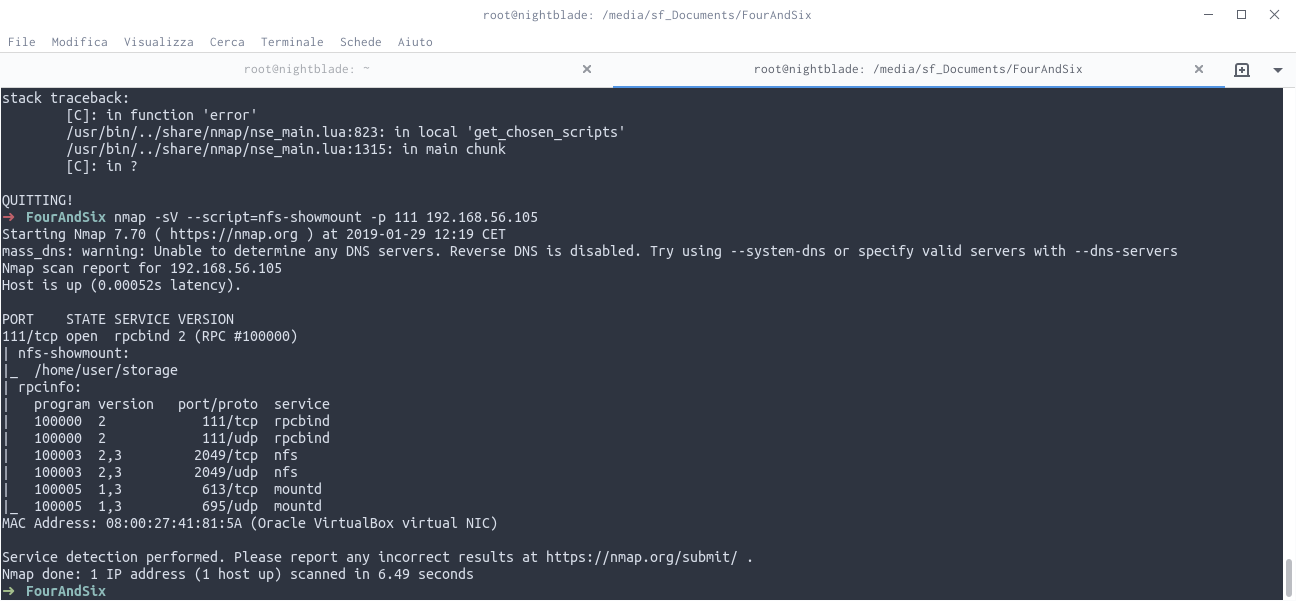 root@nightblade: /media/sf_Documents/FourAndSix
File Modifica Visualizza Cerca Terminale Schede Aiuto
root@nightblade: ~
root@nightblade: /media/sf_Documents/FourAndSix
stack traceback:
        [C]: in function 'error'
        /usr/bin/../share/nmap/nse_main.lua:823: in local 'get_chosen_scripts'
        /usr/bin/../share/nmap/nse_main.lua:1315: in main chunk
        [C]: in ?
QUITTING!
➜  FourAndSix nmap -sV --script=nfs-showmount -p 111 192.168.56.105
Starting Nmap 7.70 ( https://nmap.org ) at 2019-01-29 12:19 CET
mass_dns: warning: Unable to determine any DNS servers. Reverse DNS is disabled. Try using --system-dns or specify valid servers with --dns-servers
Nmap scan report for 192.168.56.105
Host is up (0.00052s latency).
PORT    STATE SERVICE VERSION
111/tcp open  rpcbind 2 (RPC #100000)
| nfs-showmount:
|_  /home/user/storage
| rpcinfo:
|   program version   port/proto  service
|   100000  2            111/tcp  rpcbind
|   100000  2            111/udp  rpcbind
|   100003  2,3         2049/tcp  nfs
|   100003  2,3         2049/udp  nfs
|   100005  1,3          613/tcp  mountd
|_  100005  1,3          695/udp  mountd
MAC Address: 08:00:27:41:81:5A (Oracle VirtualBox virtual NIC)
Service detection performed. Please report any incorrect results at https://nmap.org/submit/ .
Nmap done: 1 IP address (1 host up) scanned in 6.49 seconds
➜  FourAndSix